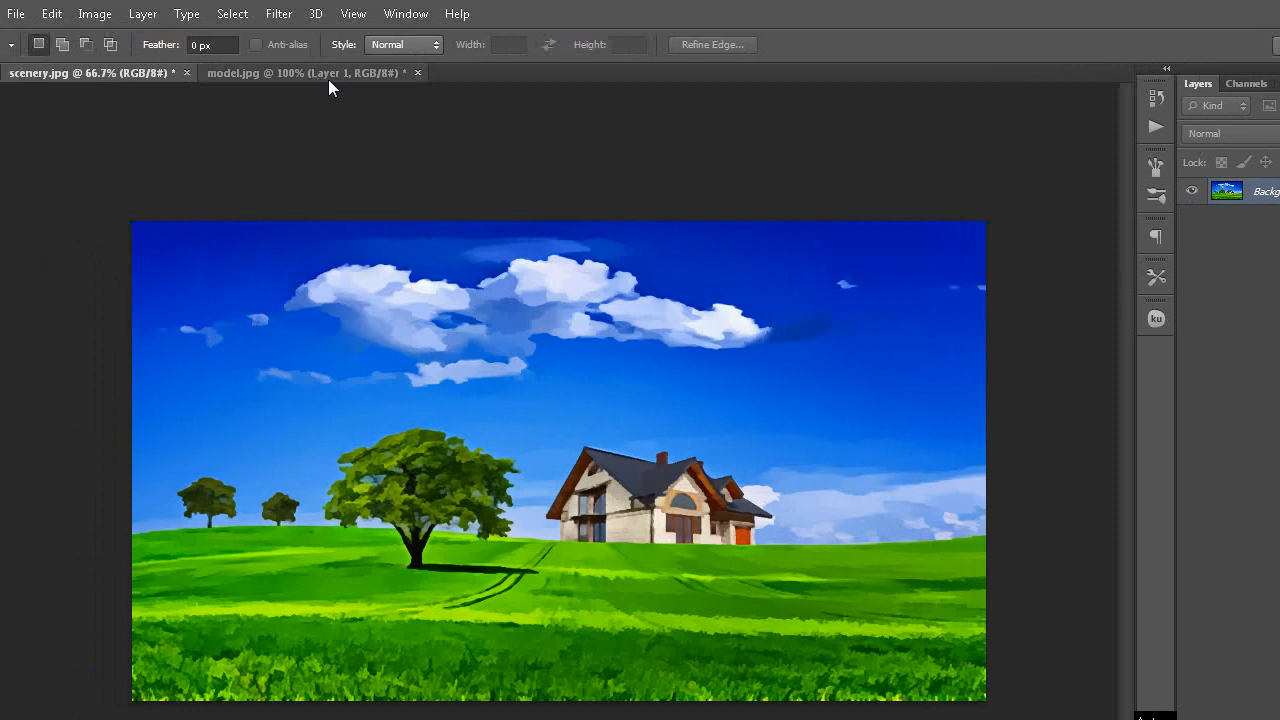 File Edit Image Layer Type Select Filter 3D View Window Help
Feather: 0 px Anti-alias Style: Normal Width: Height: Refine Edge...
scenery.jpg @ 66.7% (RGB/8#) * × model.jpg @ 100% (Layer 1, RGB/8#) * ×
Layers Channels
Kind
Normal
Lock:
Backg
ku